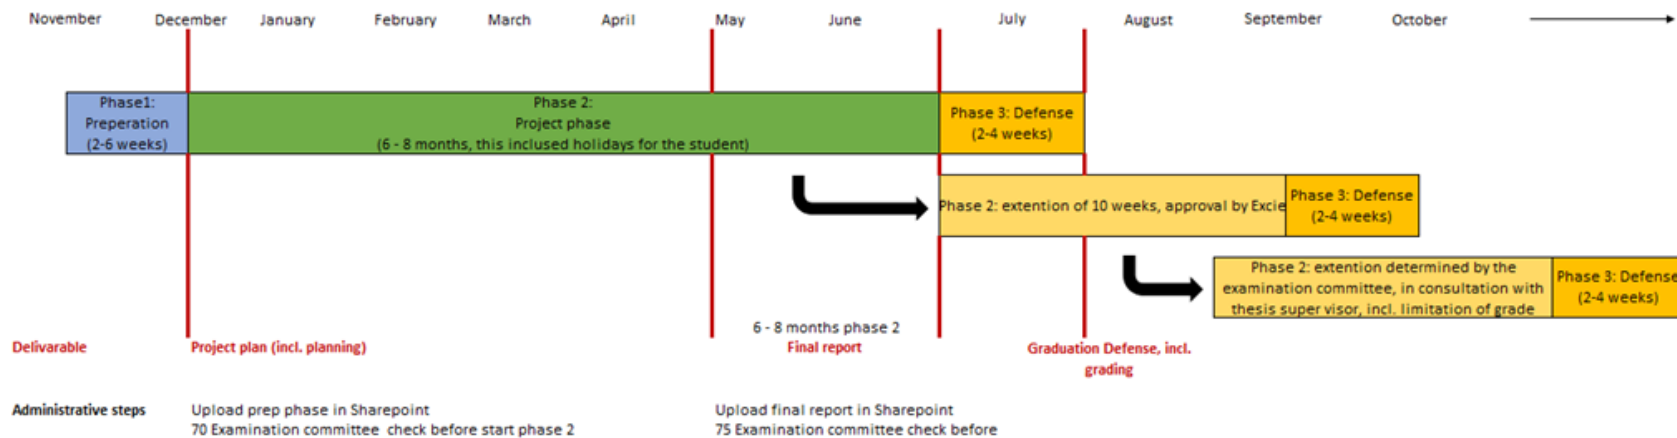 November December January February March April May June July August September October
Phase1:
Preperation
(2-6 weeks)
Phase 2:
Project phase
(6 - 8 months, this inclused holidays for the student)
Phase 3: Defense
(2-4 weeks)
Phase 2: extention of 10 weeks, approval by Excie
Phase 3: Defense
(2-4 weeks)
Phase 2: extention determined by the
examination committee, in consultation with
thesis super visor, incl. limitation of grade
Phase 3: Defense
(2-4 weeks)
6 - 8 months phase 2
Delivarable
Project plan (incl. planning)
Final report
Graduation Defense, incl.
grading
Administrative steps
Upload prep phase in Sharepoint
70 Examination committee check before start phase 2
Upload final report in Sharepoint
75 Examination committee check before